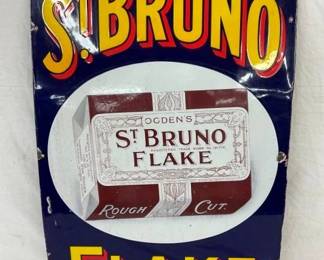 ST BRUNO
OGDEN'S
ST BRUNO
FLAKE
ROUGH CUT.
FLAKE